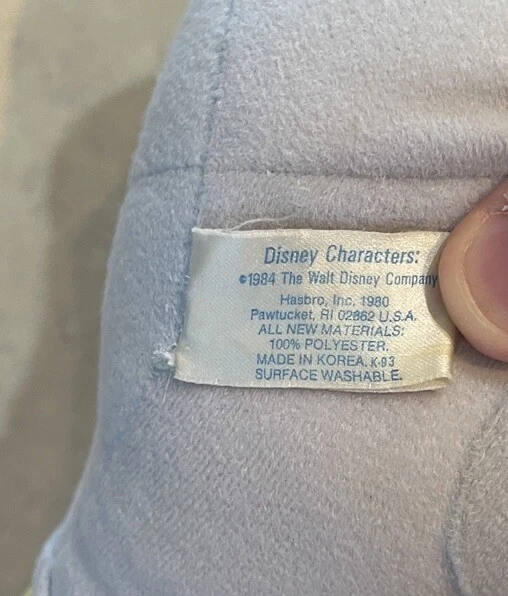 Disney Characters:
©1984 The Walt Disney Company
Hasbro, Inc. 1980
Pawtucket, RI 02862 U.S.A.
ALL NEW MATERIALS:
100% POLYESTER.
MADE IN KOREA. K-93
SURFACE WASHABLE.